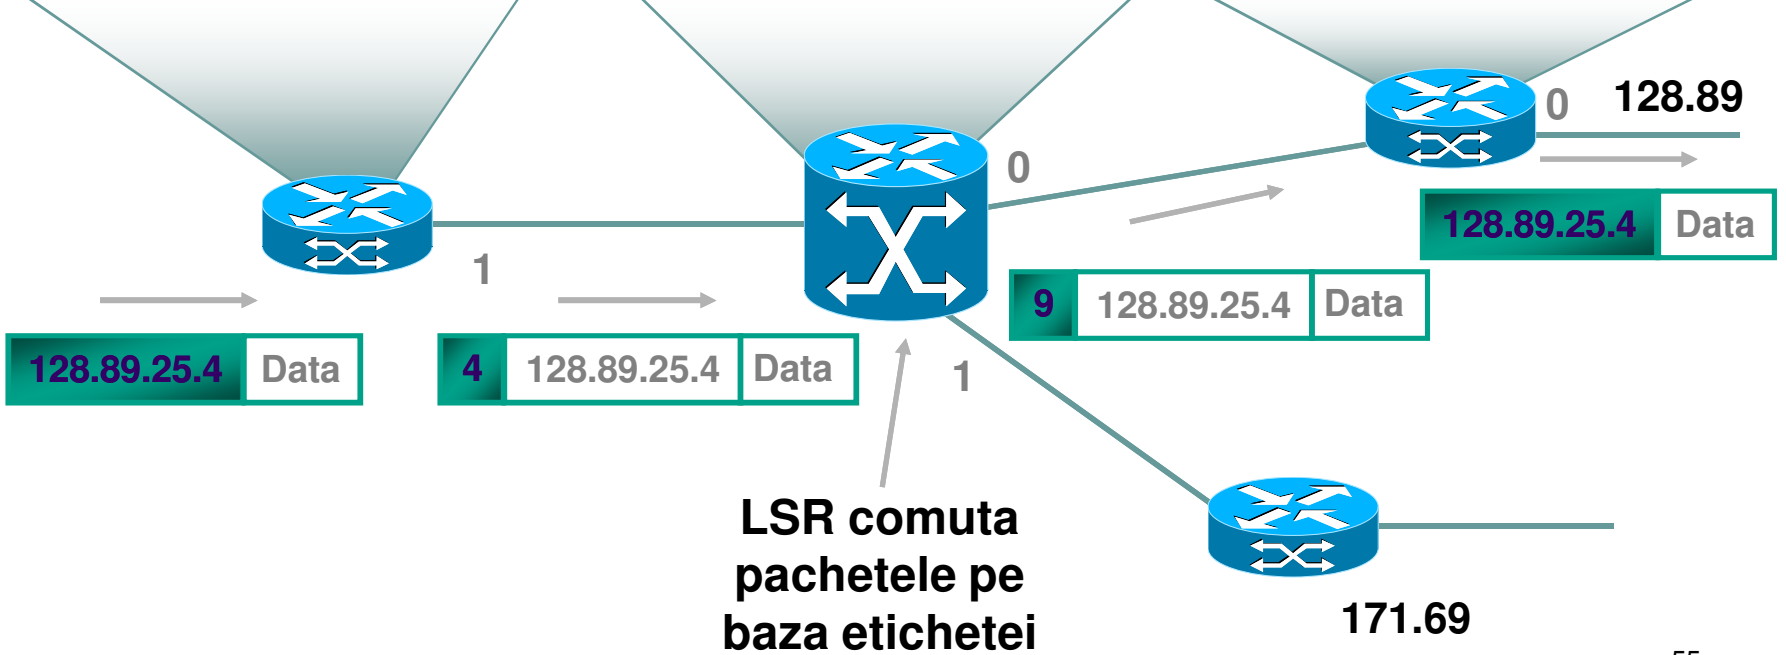 0 128.89
0
128.89.25.4 Data
1
9 128.89.25.4 Data
128.89.25.4 Data
4 128.89.25.4 Data
1
LSR comuta
pachetele pe
baza etichetei
171.69
55